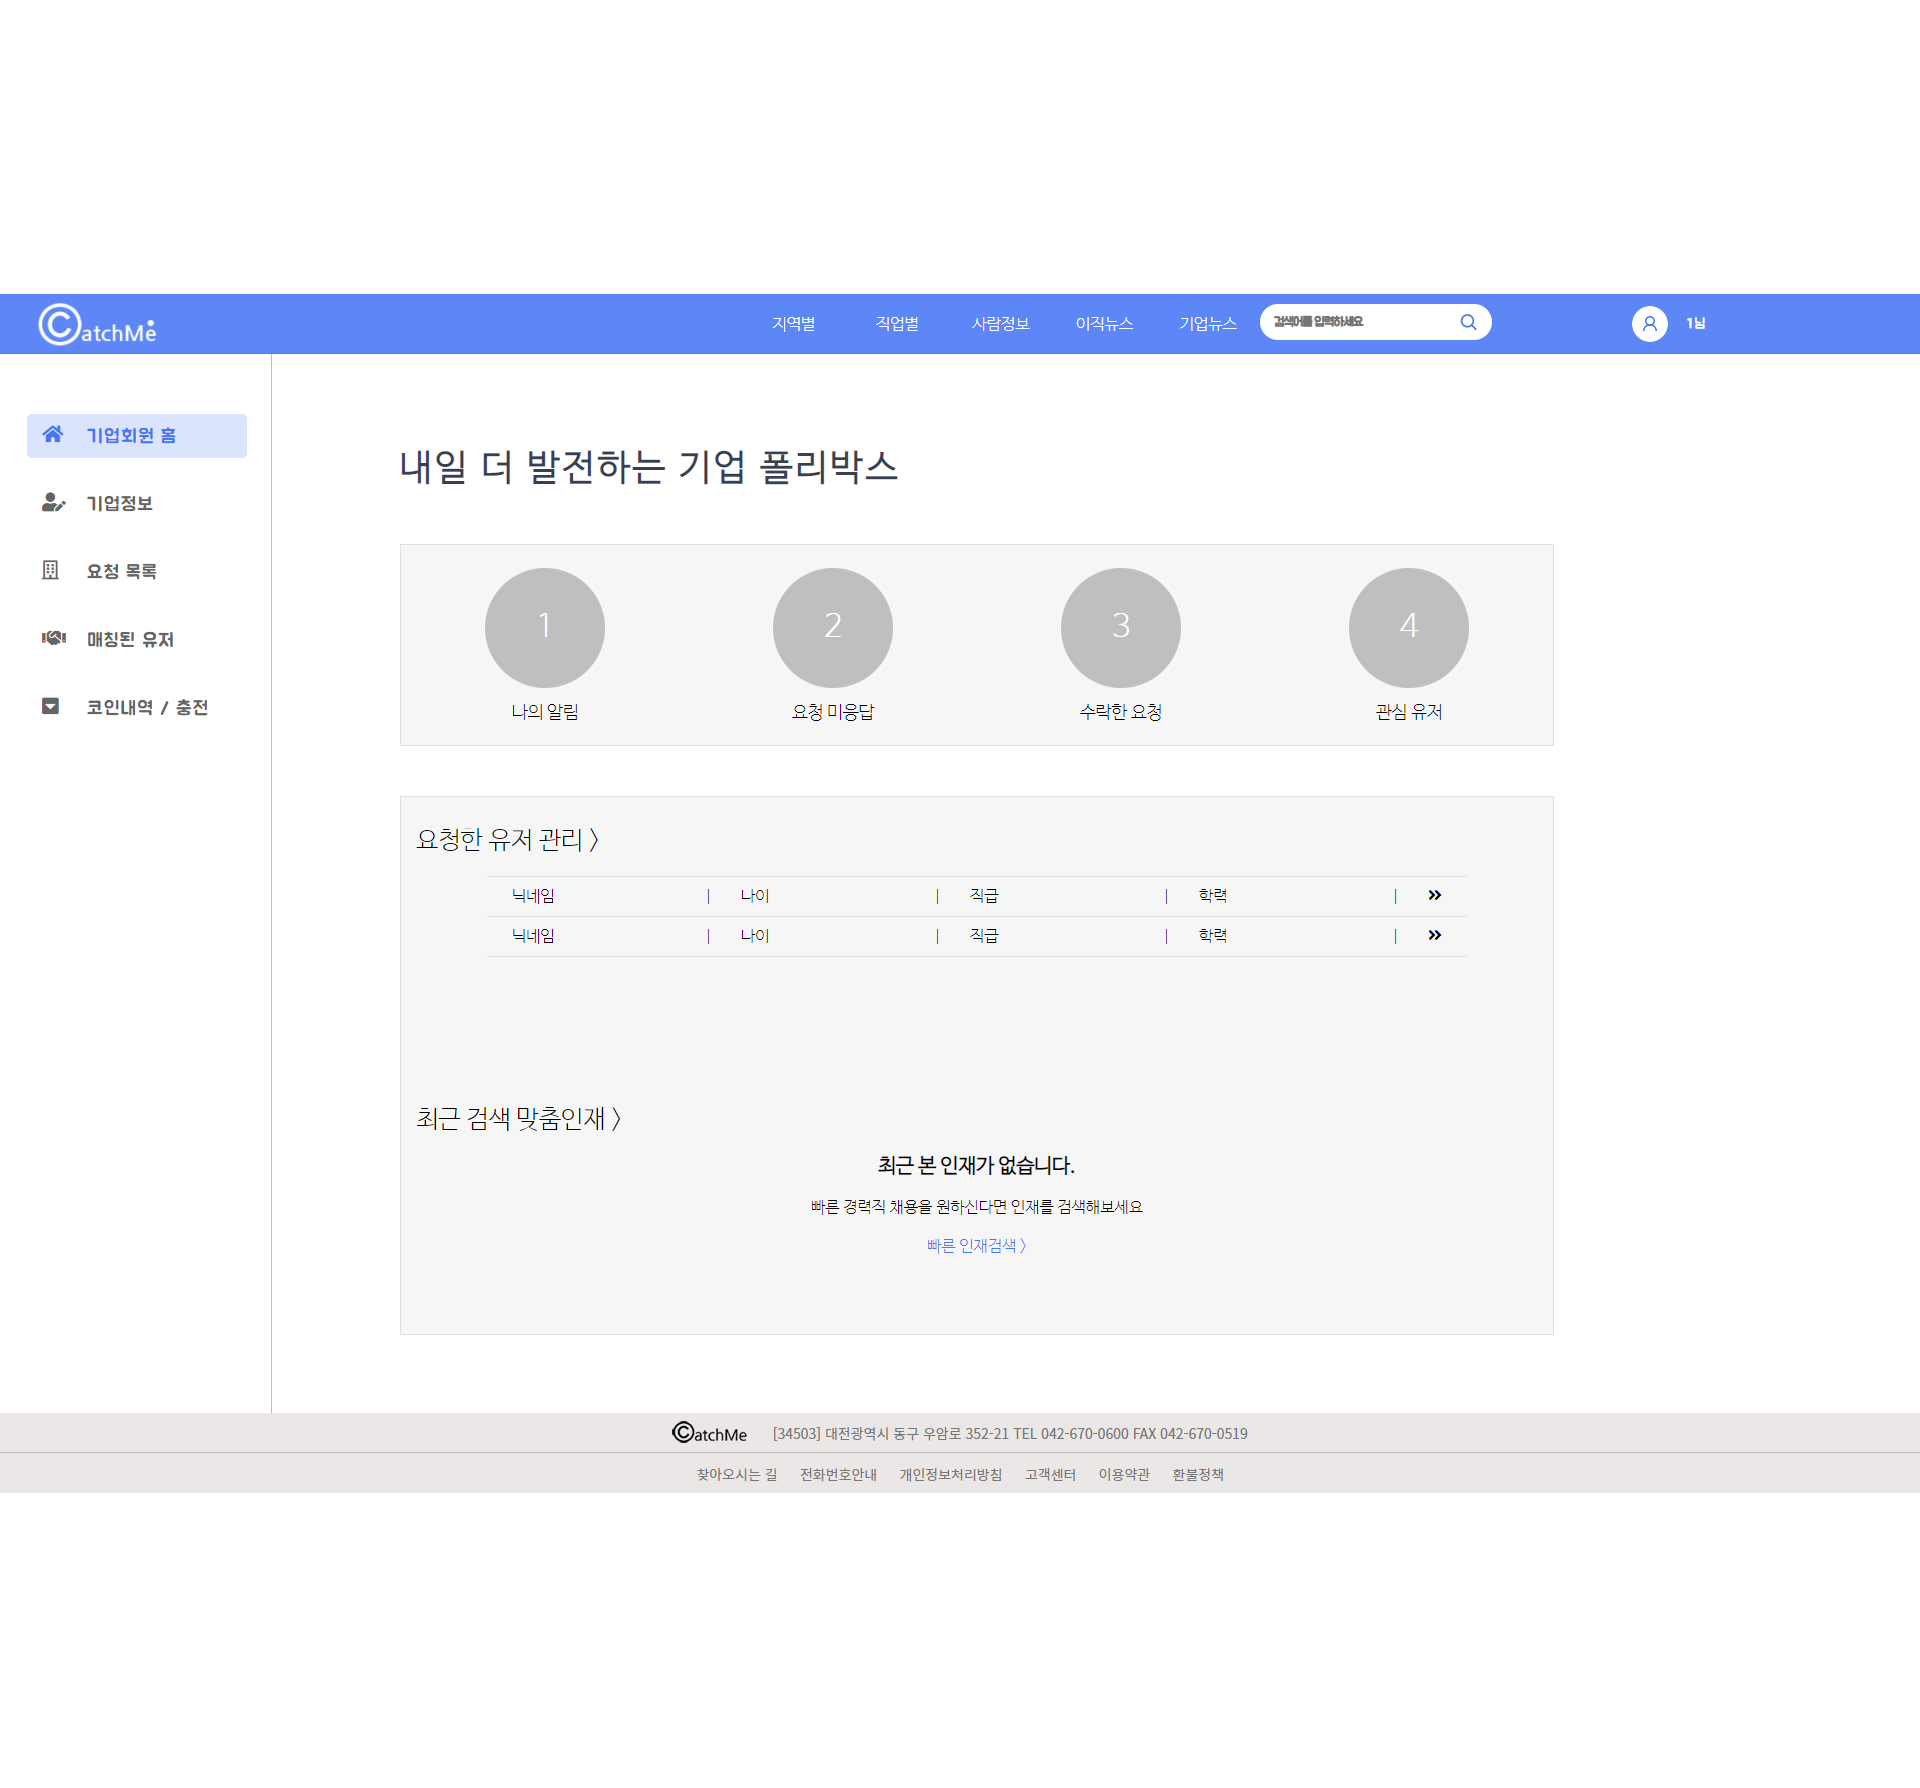 CatchMe 지역별 직업별 사람정보 이직뉴스 기업뉴스 검색어를 입력하세요 1님
기업회원 홈
기업정보
요청 목록
매칭된 유저
코인내역 / 충전
내일 더 발전하는 기업 폴리박스
1 2 3 4
나의 알림 요청 미응답 수락한 요청 관심 유저
요청한 유저 관리 〉
닉네임 | 나이 | 직급 | 학력 | »
닉네임 | 나이 | 직급 | 학력 | »
최근 검색 맞춤인재 〉
최근 본 인재가 없습니다.
빠른 경력직 채용을 원하신다면 인재를 검색해보세요
빠른 인재검색 〉
CatchMe [34503] 대전광역시 동구 우암로 352-21 TEL 042-670-0600 FAX 042-670-0519
찾아오시는 길 전화번호안내 개인정보처리방침 고객센터 이용약관 환불정책